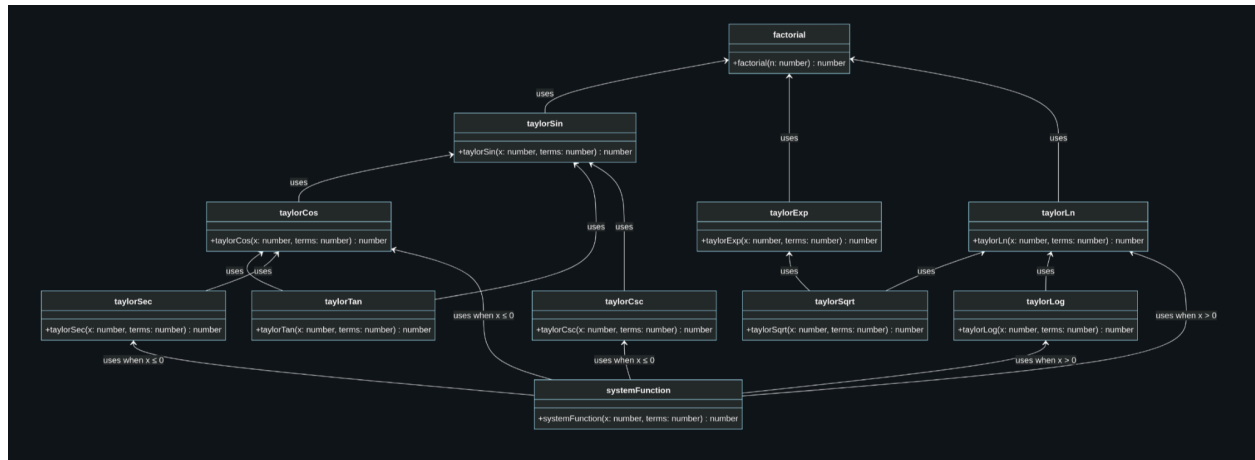 factorial
+factorial(n: number) : number
uses
taylorSin
+taylorSin(x: number, terms: number) : number
uses
uses
uses
uses
uses
taylorCos
+taylorCos(x: number, terms: number) : number
taylorExp
+taylorExp(x: number, terms: number) : number
taylorLn
+taylorLn(x: number, terms: number) : number
uses
uses
uses
uses
uses
taylorSec
+taylorSec(x: number, terms: number) : number
taylorTan
+taylorTan(x: number, terms: number) : number
uses when x ≤ 0
taylorCsc
+taylorCsc(x: number, terms: number) : number
taylorSqrt
+taylorSqrt(x: number, terms: number) : number
taylorLog
+taylorLog(x: number, terms: number) : number
uses when x > 0
uses when x ≤ 0
uses when x ≤ 0
uses when x > 0
systemFunction
+systemFunction(x: number, terms: number) : number